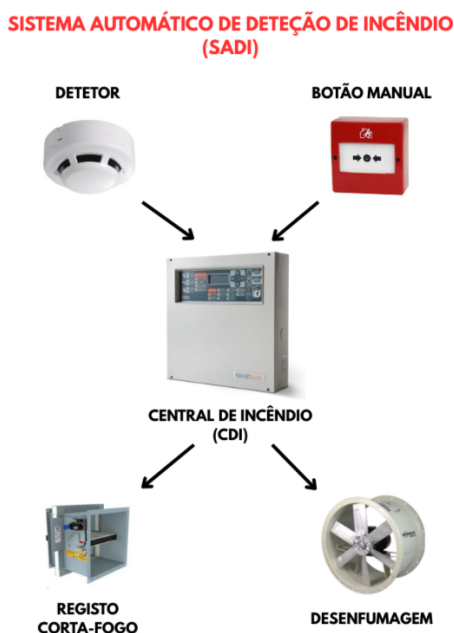 SISTEMA AUTOMÁTICO DE DETEÇÃO DE INCÊNDIO
(SADI)
DETETOR
BOTÃO MANUAL
CENTRAL DE INCÊNDIO
(CDI)
REGISTO
CORTA-FOGO
DESENFUMAGEM